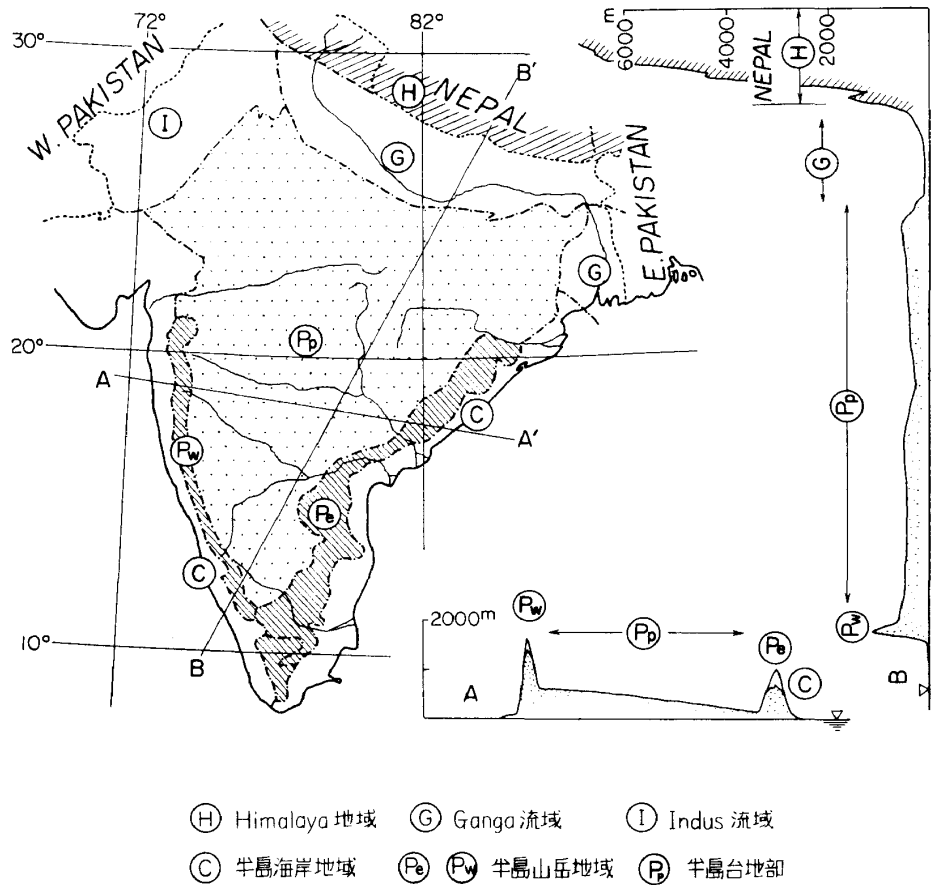 72°
82°
30°
B'
W. PAKISTAN
I
H
NEPAL
G
E. PAKISTAN
G
20°
A
Pp
C
A'
Pw
Pe
C
10°
B
m
6000
4000
2000
NEPAL
H
G
Pp
Pw
B
2000m
Pw
Pp
Pe
C
A
H Himalaya 地域 G Ganga 流域 I Indus 流域
C 半島海岸地域 Pe Pw 半島山岳地域 Pp 半島台地部